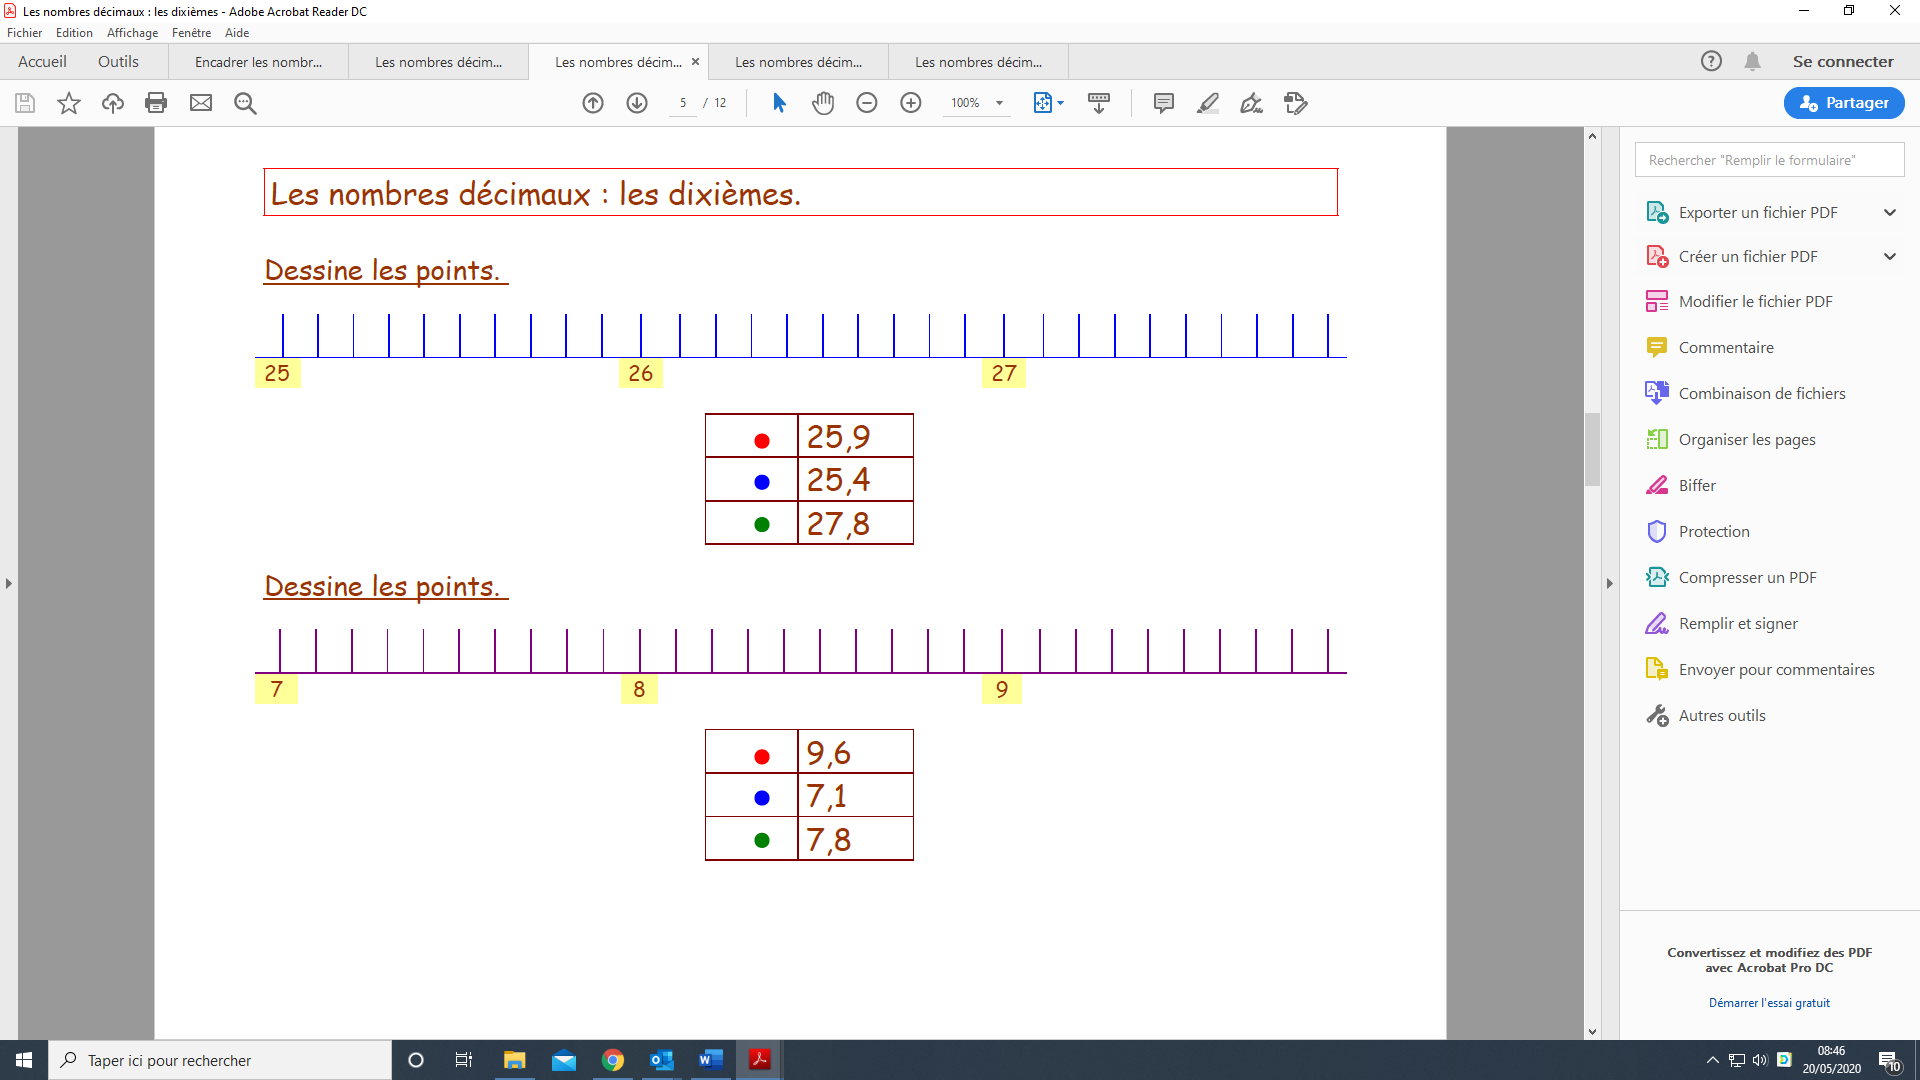 Les nombres décimaux : les dixièmes - Adobe Acrobat Reader DC
Fichier Edition Affichage Fenêtre Aide
Accueil Outils Encadrer les nombr... Les nombres décim... Les nombres décim... Les nombres décim... Les nombres décim... Se connecter
5 / 12 100% Partager
Rechercher "Remplir le formulaire"
Exporter un fichier PDF
Créer un fichier PDF
Modifier le fichier PDF
Commentaire
Combinaison de fichiers
Organiser les pages
Biffer
Protection
Compresser un PDF
Remplir et signer
Envoyer pour commentaires
Autres outils
Convertissez et modifiez des PDF
avec Acrobat Pro DC
Démarrer l'essai gratuit
Les nombres décimaux : les dixièmes.
Dessine les points.
25 26 27
25,9
25,4
27,8
Dessine les points.
7 8 9
9,6
7,1
7,8
Taper ici pour rechercher
08:46
20/05/2020
10